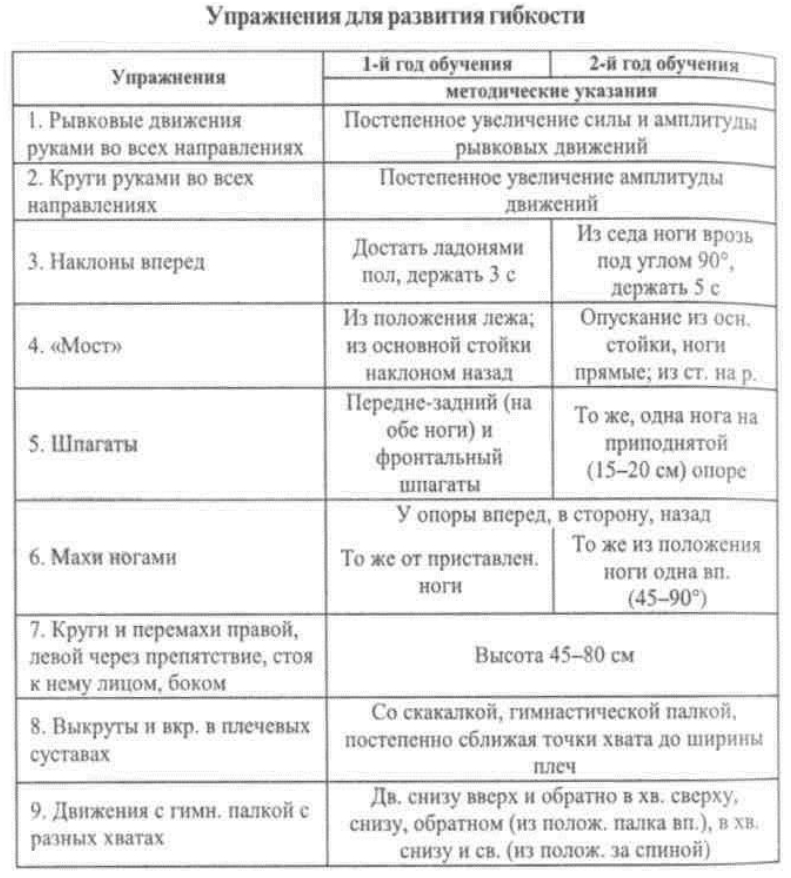 Упражнения для развития гибкости
Упражнения
1-й год обучения
2-й год обучения
методические указания
1. Рывковые движения
руками во всех направлениях
Постепенное увеличение силы и амплитуды
рывковых движений
2. Круги руками во всех
направлениях
Постепенное увеличение амплитуды
движений
3. Наклоны вперед
Достать ладонями
пол, держать 3 с
Из седа ноги врозь
под углом 90°,
держать 5 с
4. «Мост»
Из положения лежа;
из основной стойки
наклоном назад
Опускание из осн.
стойки, ноги
прямые; из ст. на р.
5. Шпагаты
Передне-задний (на
обе ноги) и
фронтальный
шпагаты
То же, одна нога на
приподнятой
(15–20 см) опоре
6. Махи ногами
У опоры вперед, в сторону, назад
То же от приставлен.
ноги
То же из положения
ноги одна вп.
(45–90°)
7. Круги и перемахи правой,
левой через препятствие, стоя
к нему лицом, боком
Высота 45–80 см
8. Выкруты и вкр. в плечевых
суставах
Со скакалкой, гимнастической палкой,
постепенно сближая точки хвата до ширины
плеч
9. Движения с гимн. палкой с
разных хватах
Дв. снизу вверх и обратно в хв. сверху,
снизу, обратном (из полож. палка вп.), в хв.
снизу и св. (из полож. за спиной)